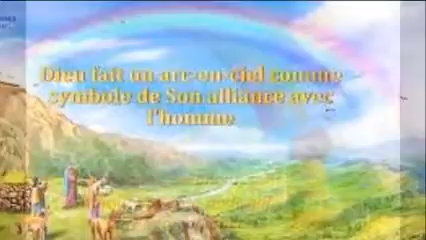 Dieu fait un arc-en-ciel comme
symbole de Son alliance avec
l'homme